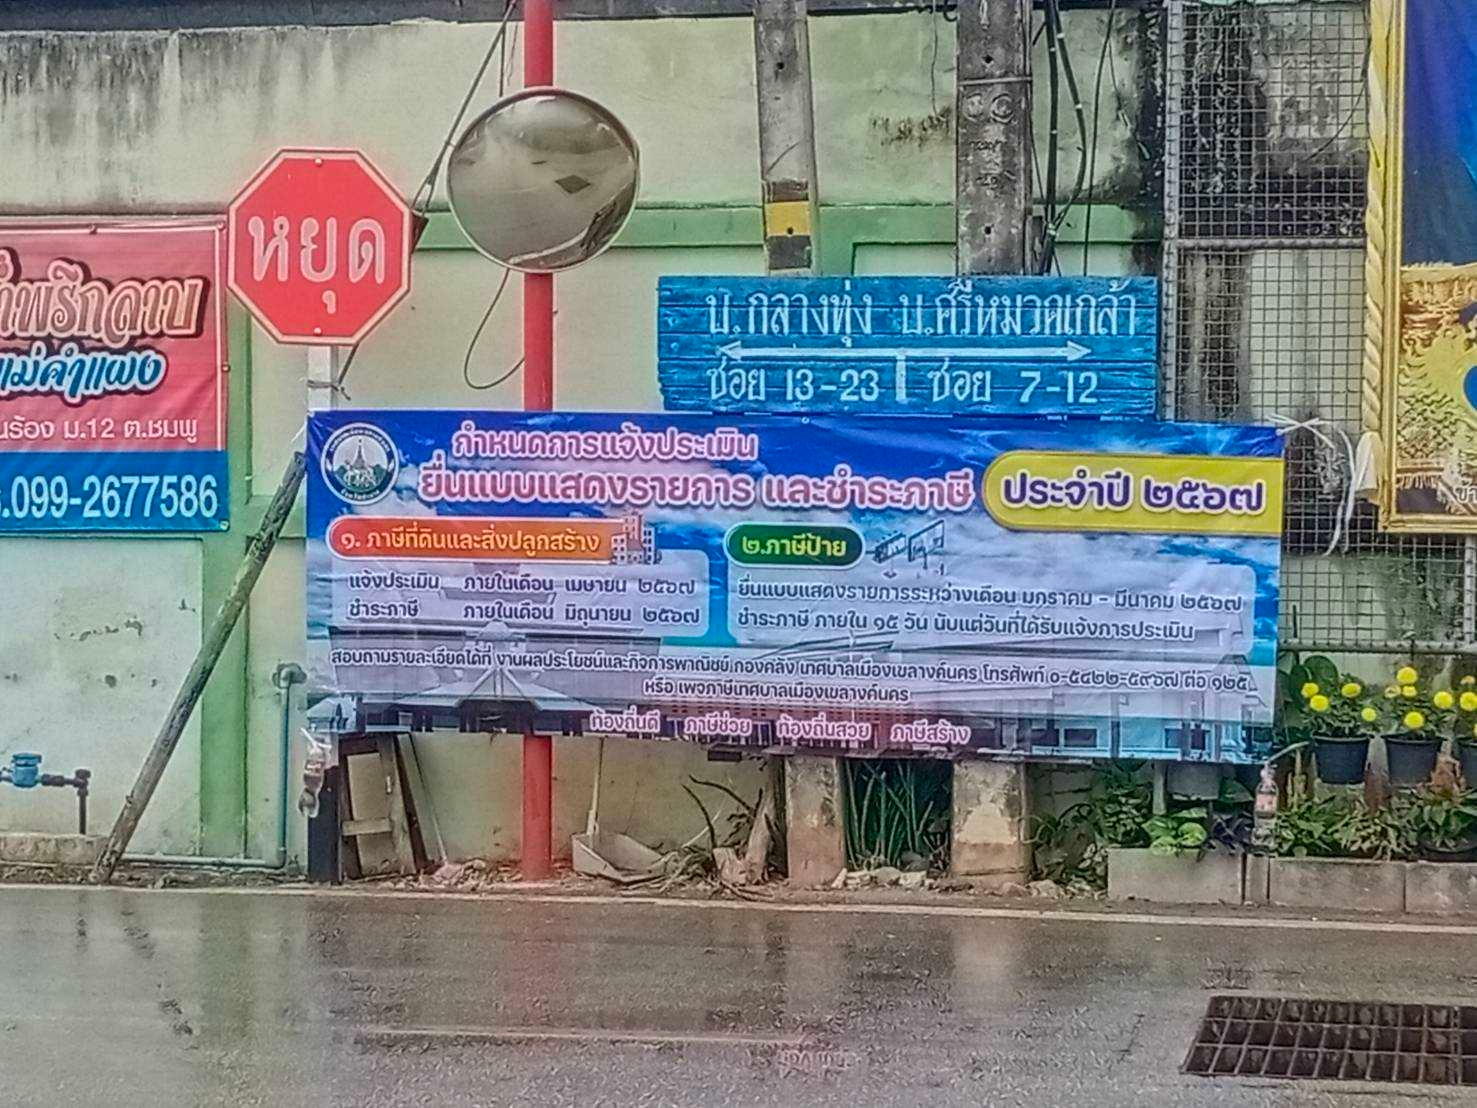 หยุด
น้ำพริกลาบ
แม่คำแผง
ม.12 ต.ชมพู
099-2677586
บ.กลางทุ่ง บ.ศรีหมวดเกล้า
ซอย 13-23 ซอย 7-12
กำหนดการแจ้งประเมิน
ยื่นแบบแสดงรายการ และชำระภาษี ประจำปี ๒๕๖๗
๑. ภาษีที่ดินและสิ่งปลูกสร้าง
แจ้งประเมิน ภายในเดือน เมษายน ๒๕๖๗
ชำระภาษี ภายในเดือน มิถุนายน ๒๕๖๗
๒.ภาษีป้าย
ยื่นแบบแสดงรายการระหว่างเดือน มกราคม - มีนาคม ๒๕๖๗
ชำระภาษี ภายใน ๑๕ วัน นับแต่วันที่ได้รับแจ้งการประเมิน
สอบถามรายละเอียดได้ที่ งานผลประโยชน์และกิจการพาณิชย์ กองคลัง เทศบาลเมืองเขลางค์นคร โทรศัพท์ ๐-๕๔๒๒-๕๙๖๗ ต่อ ๑๒๕
หรือ เพจภาษีเทศบาลเมืองเขลางค์นคร
ท้องถิ่นดี ภาษีช่วย ท้องถิ่นสวย ภาษีสร้าง